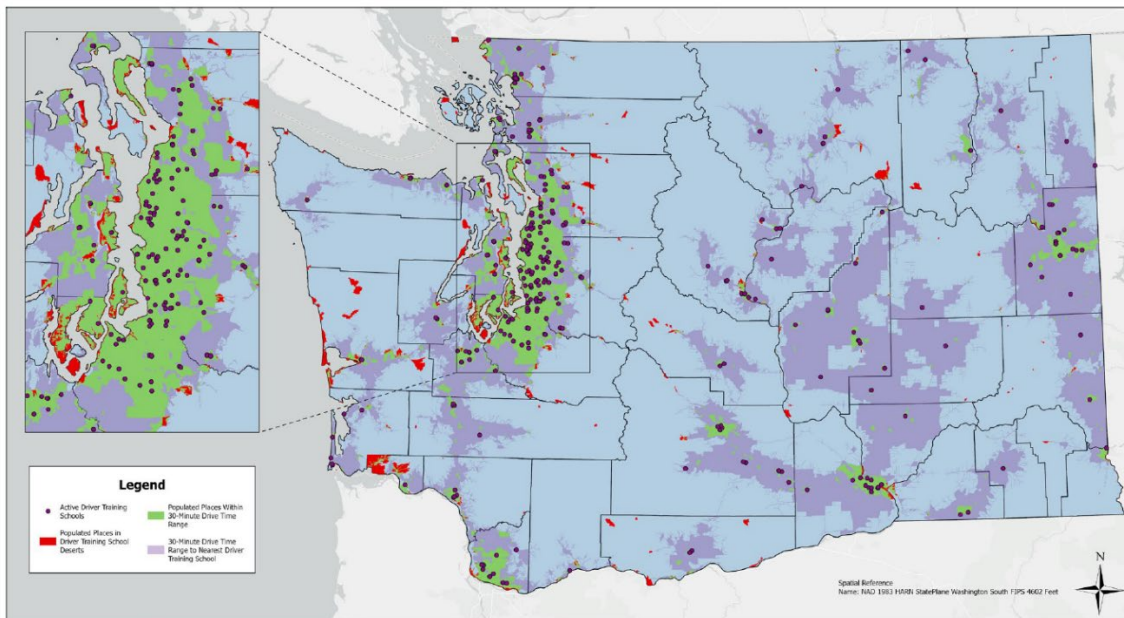 Legend
Active Driver Training
Schools
Populated Places in
Driver Training School
Deserts
Populated Places Within
30-Minute Drive Time
Range
30-Minute Drive Time
Range to Nearest Driver
Training School
N
Spatial Reference
Name: NAD 1983 HARN StatePlane Washington South FIPS 4602 Feet